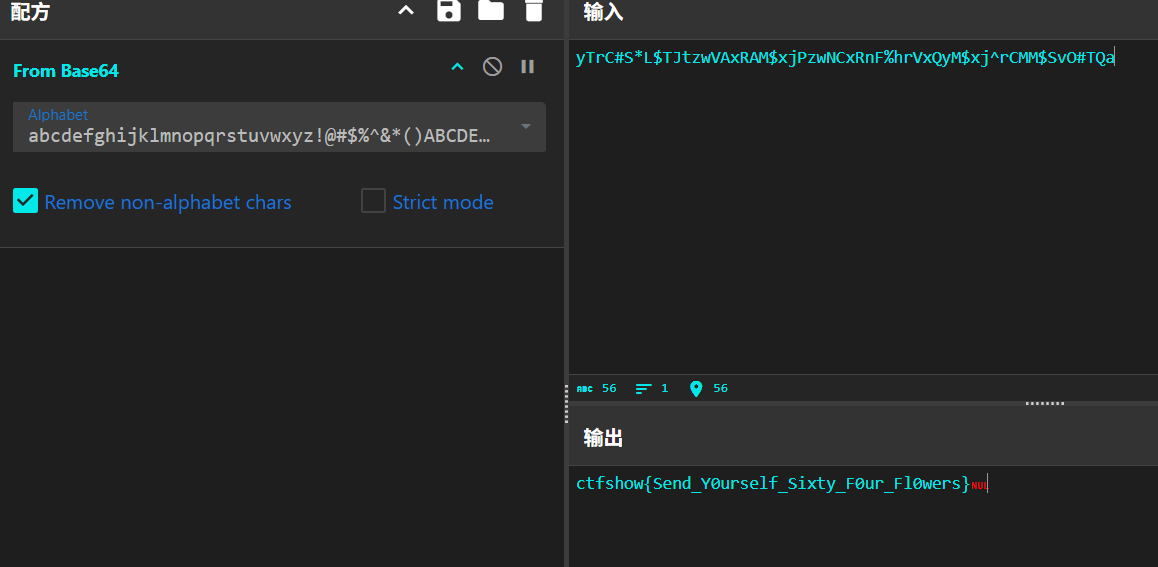 配方
From Base64
Alphabet
abcdefghijklmnopqrstuvwxyz!@#$%^&*()ABCDE…
Remove non-alphabet chars
Strict mode
输入
yTrC#S*L$TJtzwVAxRAM$xjPzwNCxRnF%hrVxQyM$xj^rCMM$SvO#TQa
ABC 56 1 56
输出
ctfshow{Send_Y0urself_Sixty_F0ur_Fl0wers}NUL